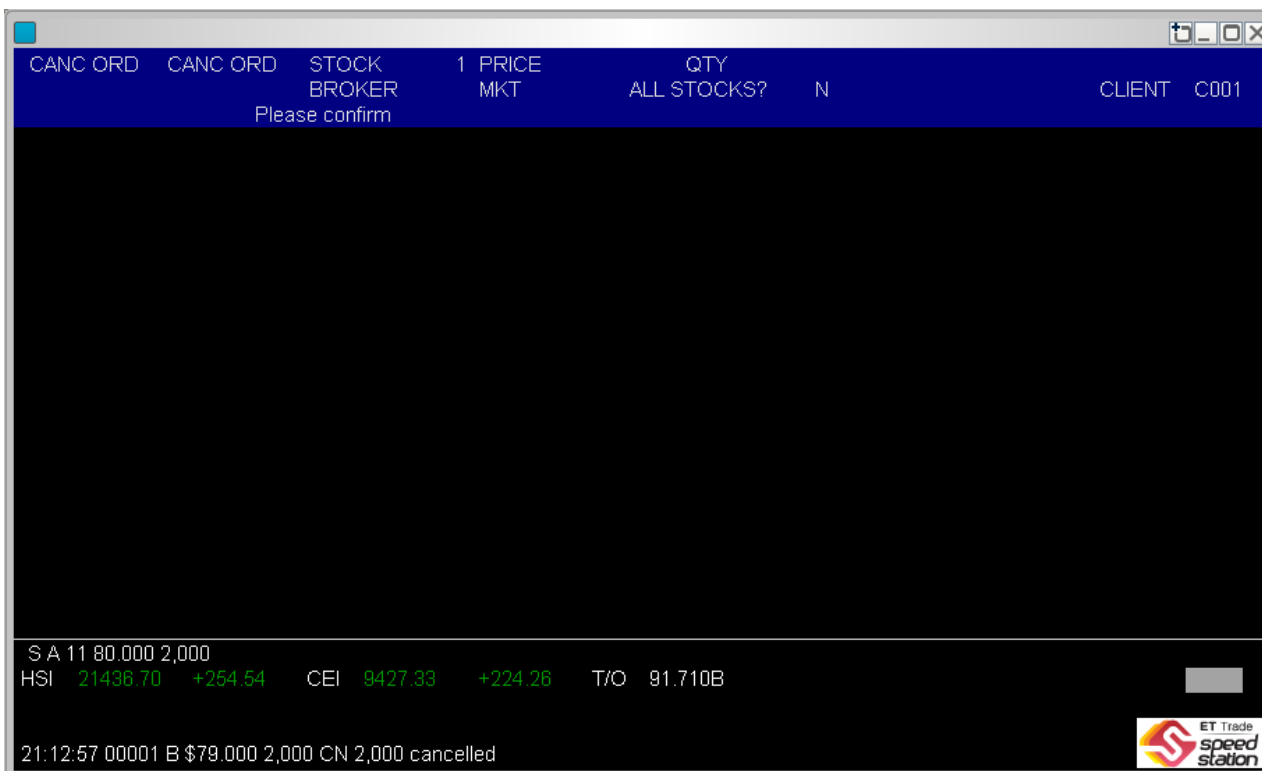 CANC ORD CANC ORD STOCK 1 PRICE QTY
BROKER MKT ALL STOCKS? N CLIENT C001
Please confirm
S A 11 80.000 2,000
HSI 21436.70 +254.54 CEI 9427.33 +224.26 T/O 91.710B
21:12:57 00001 B $79.000 2,000 CN 2,000 cancelled
ET Trade
speed
station